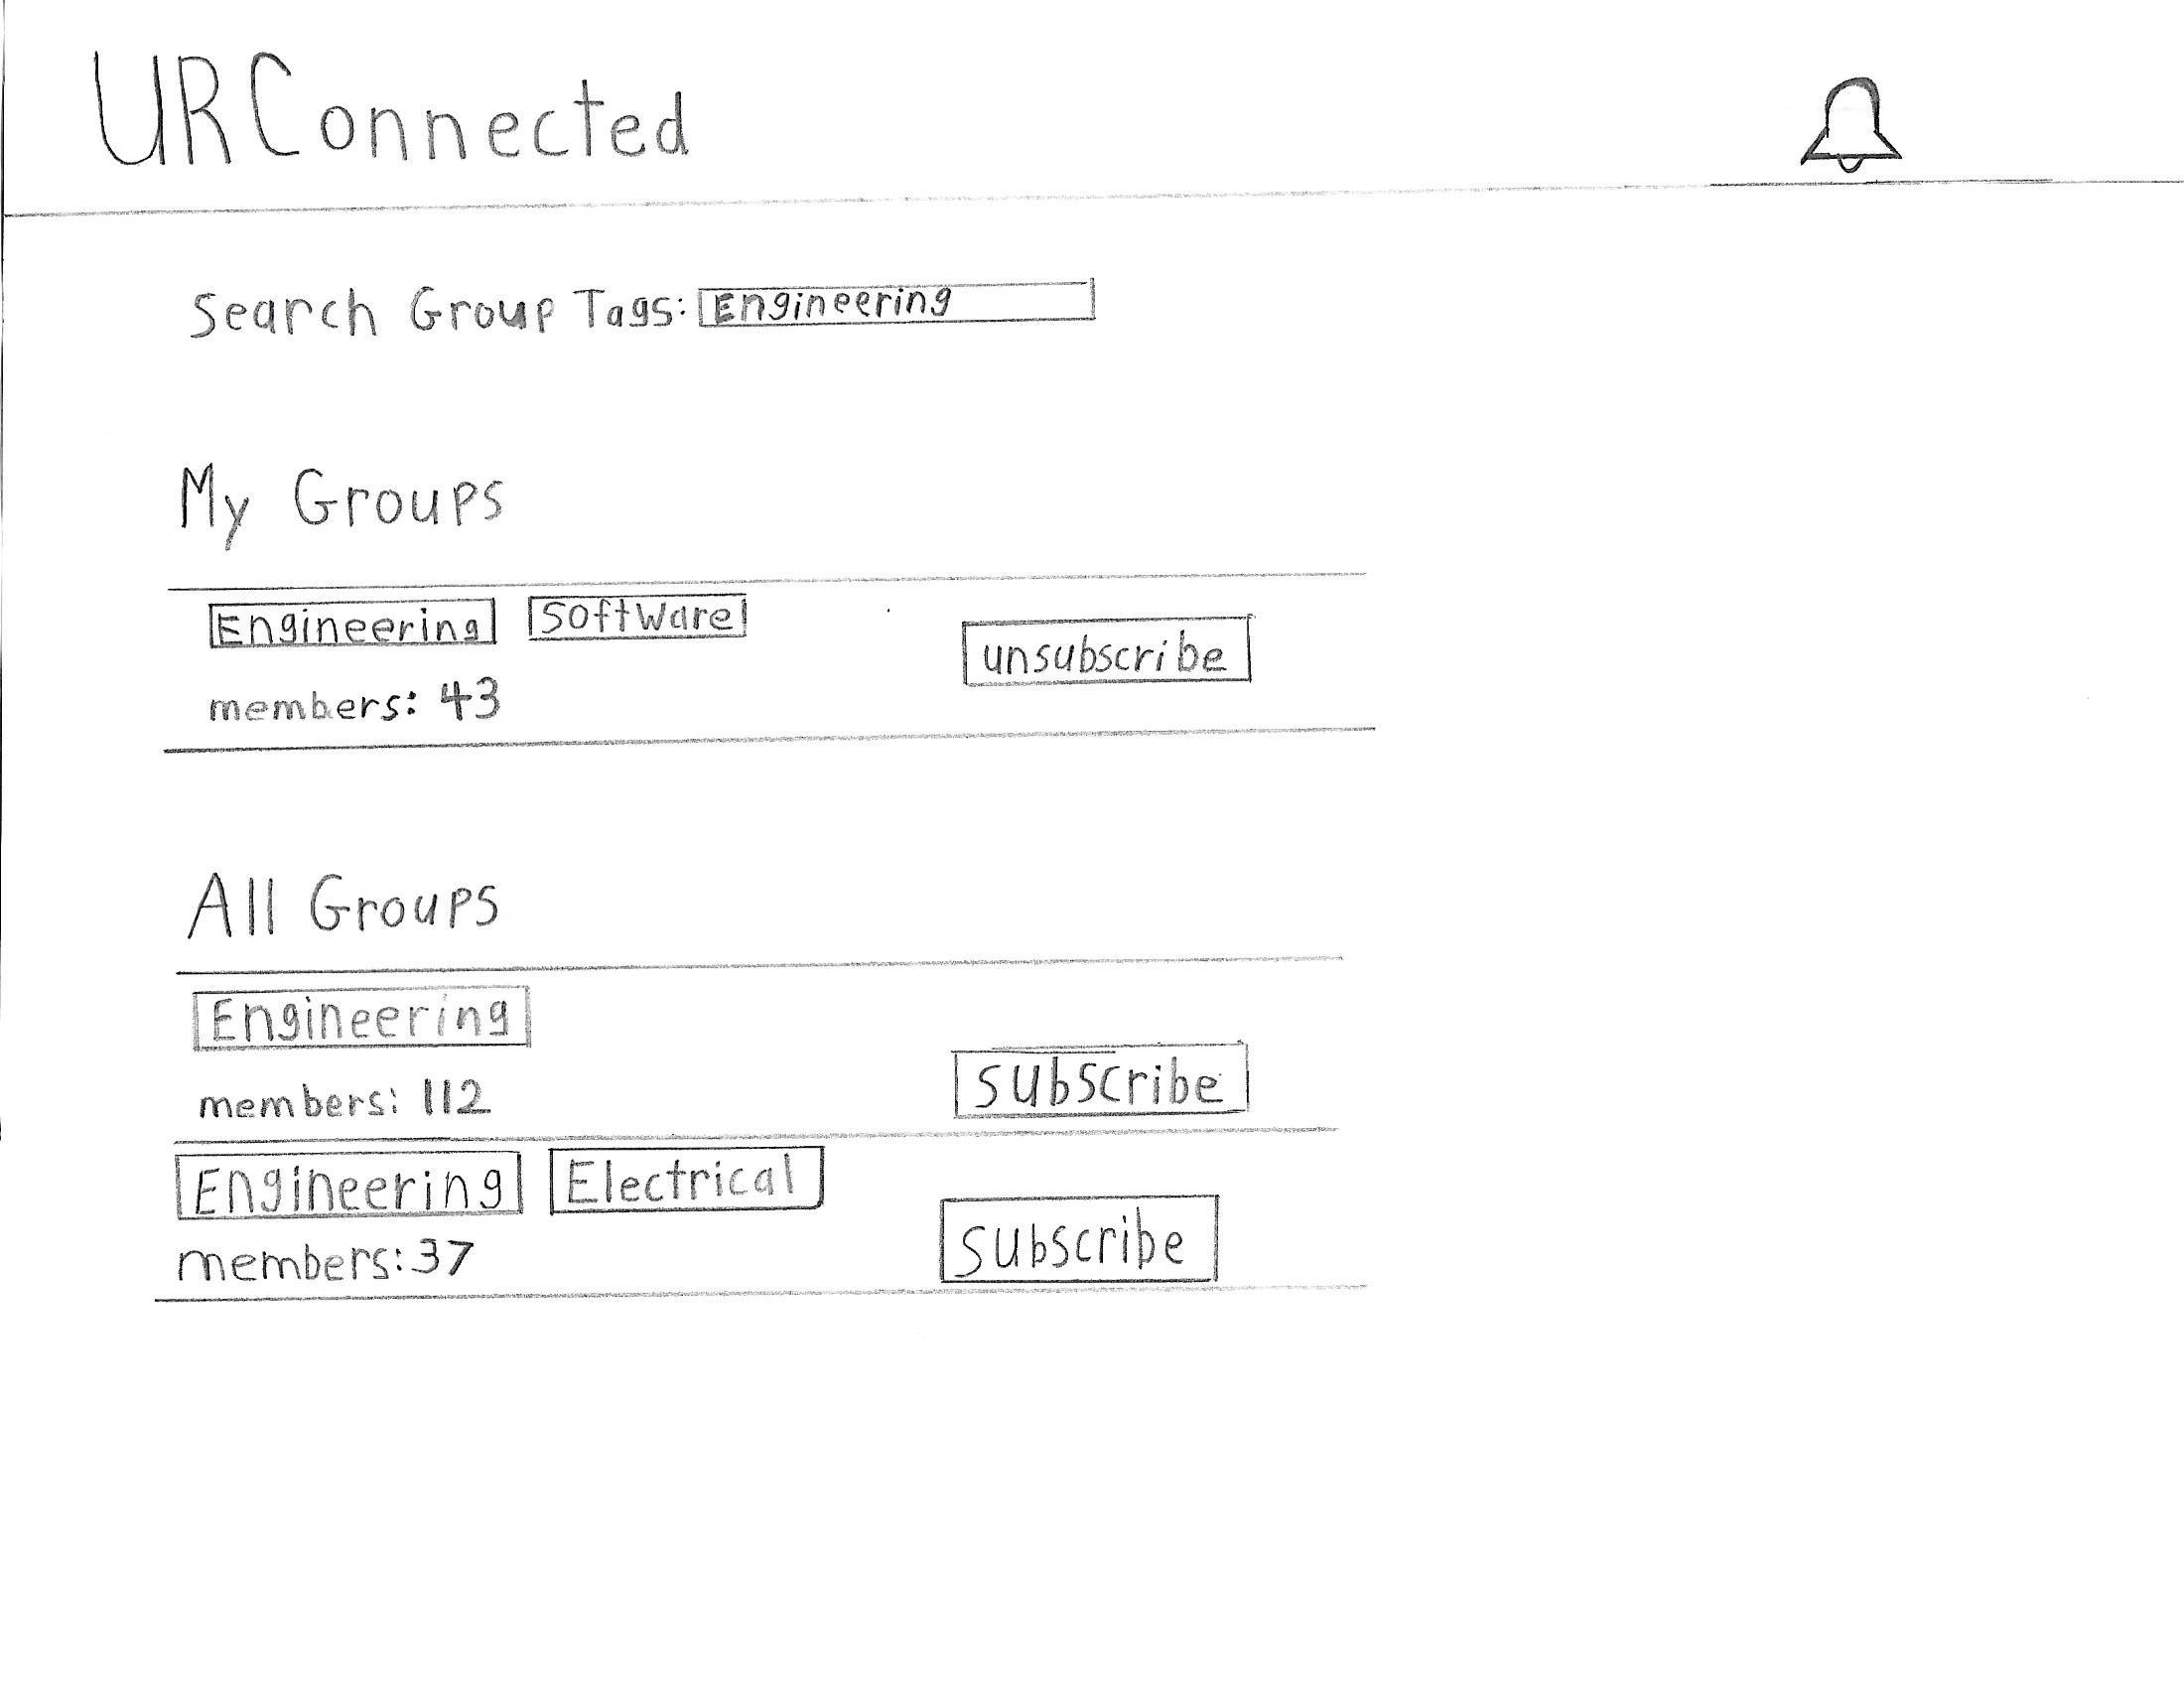 URConnected
Search Group Tags: Engineering
My Groups
Engineering Software
unsubscribe
members: 43
All Groups
Engineering
members: 112
subscribe
Engineering Electrical
members: 37
subscribe